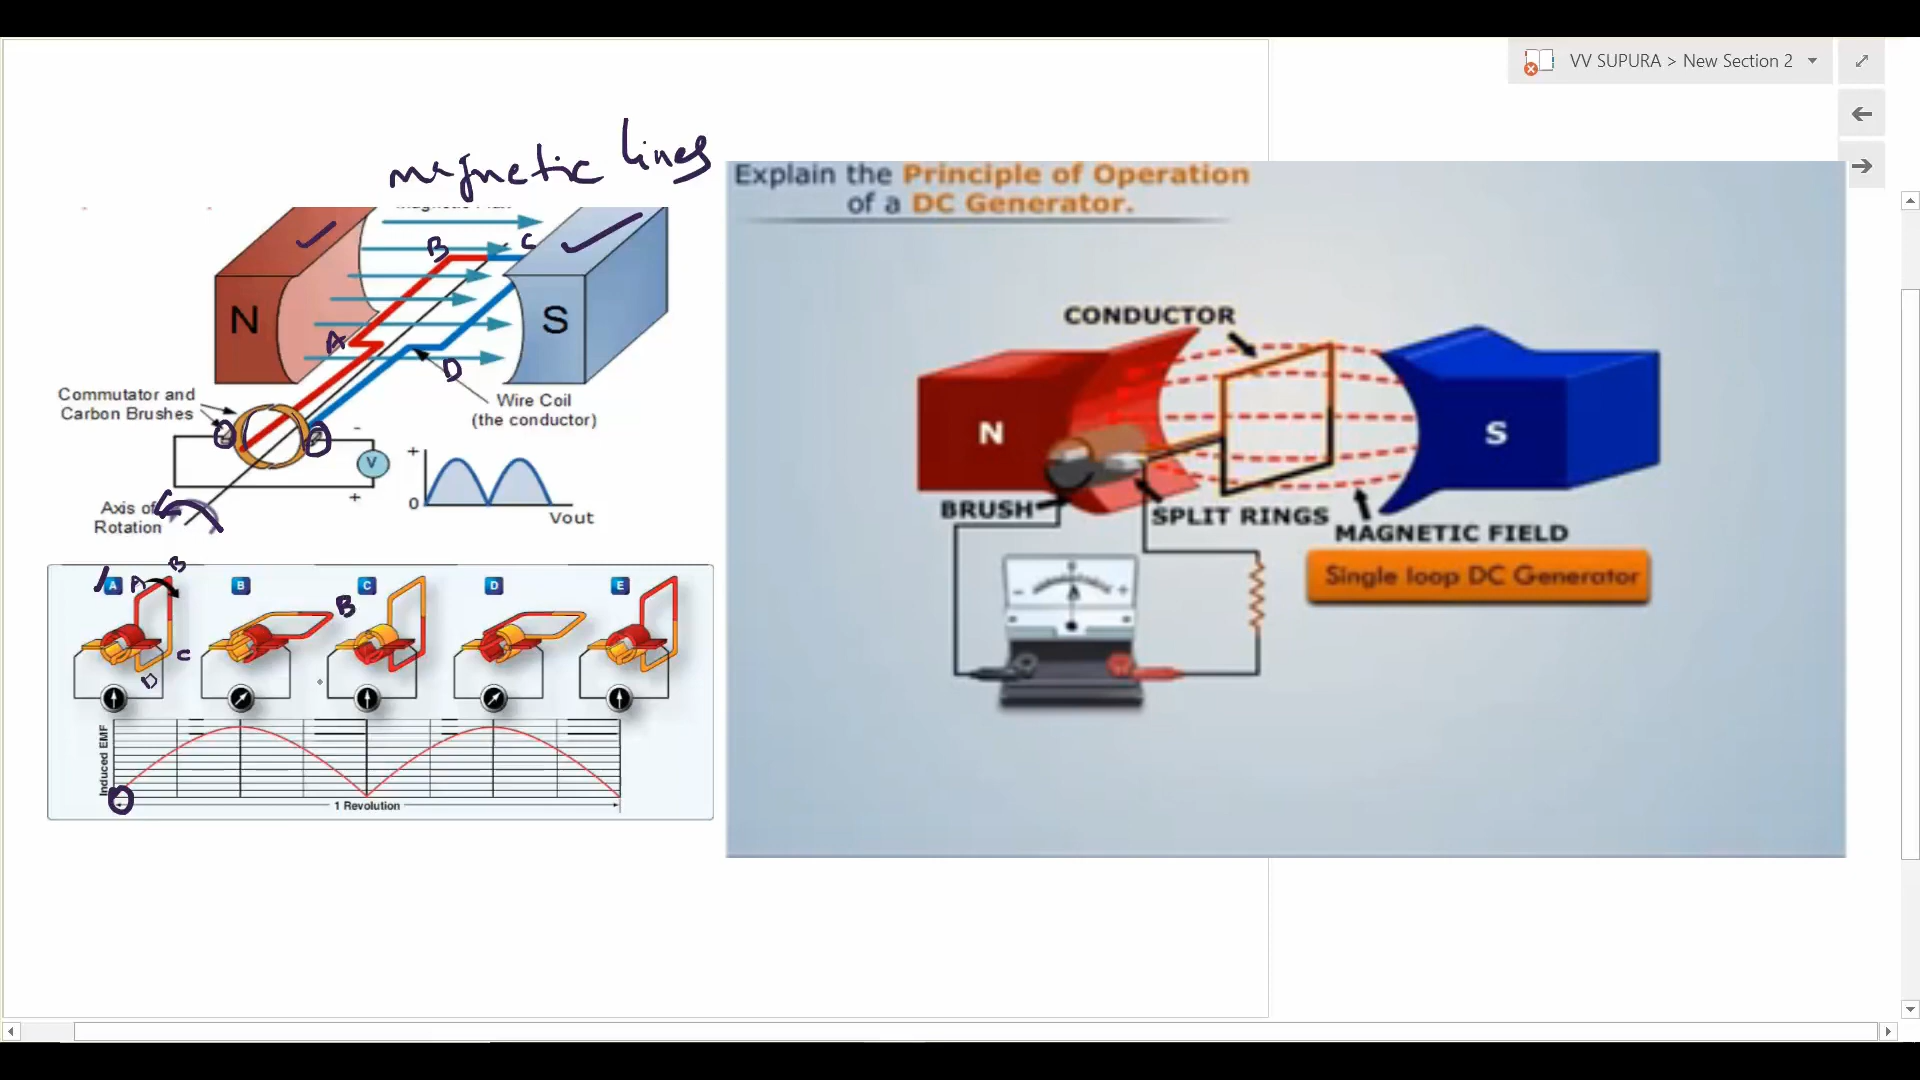 VV SUPURA > New Section 2
magnetic lines
Explain the Principle of Operation
of a DC Generator.
B
C
N
S
A
D
Commutator and
Carbon Brushes
Wire Coil
(the conductor)
-
V
+
+
0
Vout
Axis of
Rotation
CONDUCTOR
N
S
BRUSH
SPLIT RINGS
MAGNETIC FIELD
Single loop DC Generator
- 0 +
B
A A B C D E
B
C
D
Induced EMF
1 Revolution